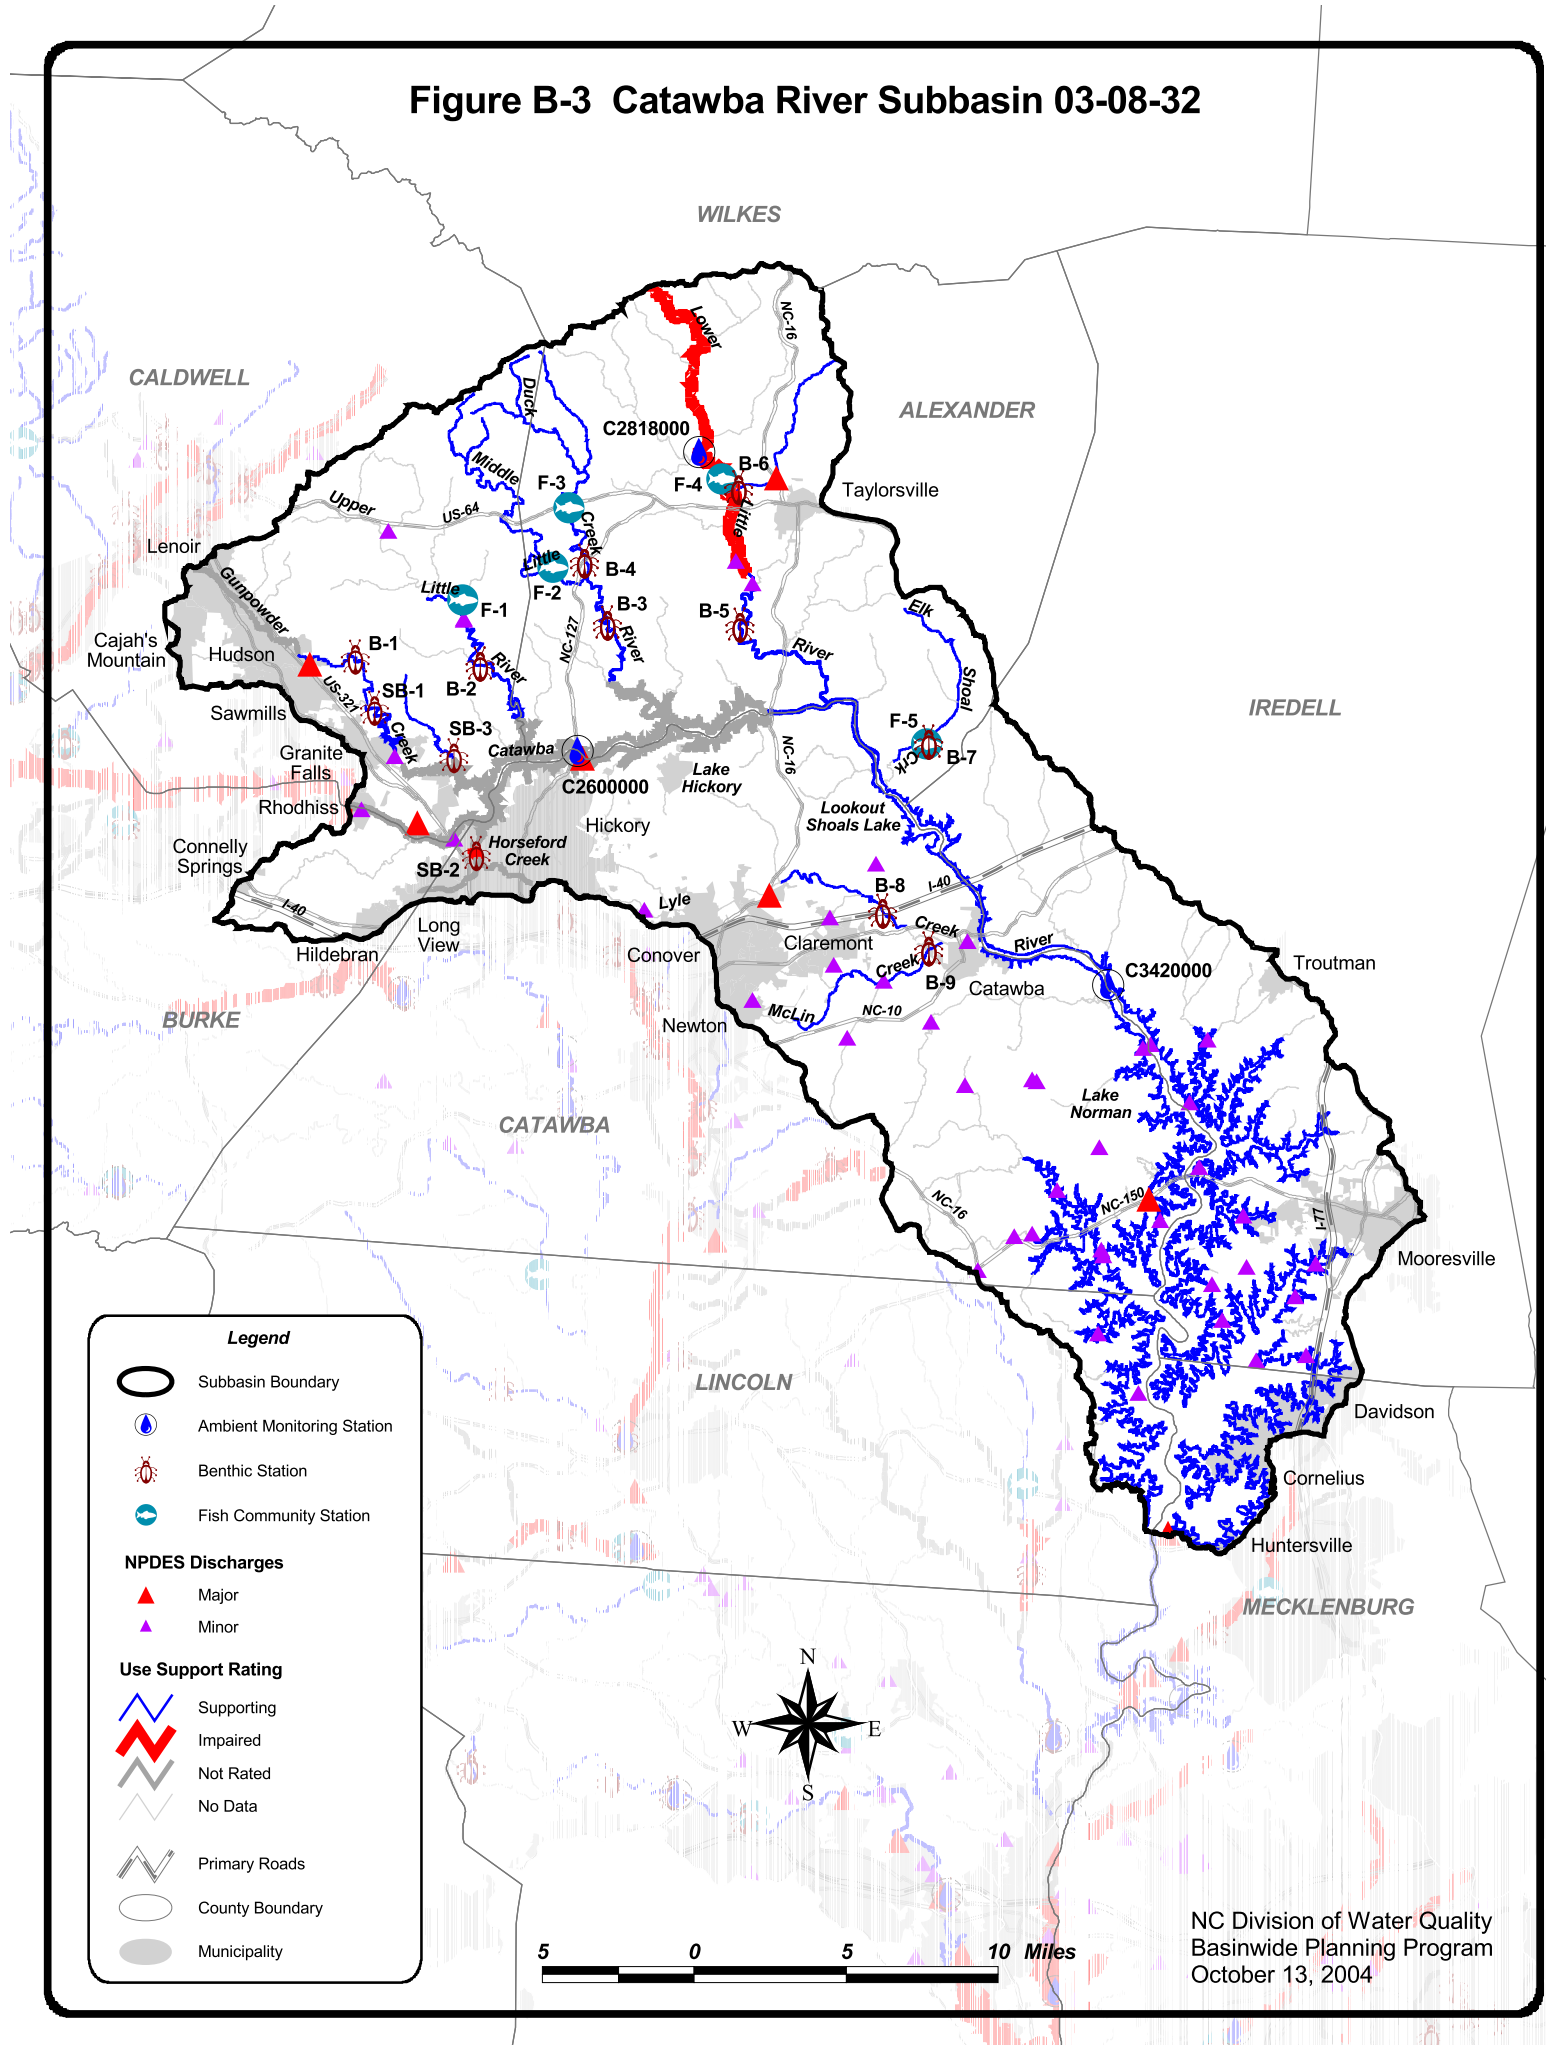 Figure B-3  Catawba River Subbasin 03-08-32
WILKES
Lower
NC-16
CALDWELL
Duck
ALEXANDER
C2818000
Middle
B-6
F-3
F-4
Upper
US-64
Taylorsville
Creek
Little
Lenoir
Little
B-4
F-2
Gunpowder
Little
F-1
B-3
B-5
Elk
Cajah's
Mountain
Hudson
B-1
NC-127
River
River
River
Shoal
US-321
SB-1
B-2
IREDELL
Sawmills
Creek
SB-3
F-5
Granite
Falls
Catawba
NC-16
B-7
Crk
Lake
Hickory
C2600000
Rhodhiss
Lookout
Shoals Lake
Hickory
Connelly
Springs
Horseford
Creek
SB-2
I-40
B-8
I-40
Lyle
Long
View
Creek
Hildebran
Conover
Claremont
River
Troutman
Creek
B-9
C3420000
Catawba
BURKE
Newton
McLin
NC-10
Lake
Norman
CATAWBA
NC-16
NC-150
I-77
Mooresville
Legend
Subbasin Boundary
LINCOLN
Davidson
Ambient Monitoring Station
Benthic Station
Cornelius
Fish Community Station
Huntersville
NPDES Discharges
Major
MECKLENBURG
Minor
Use Support Rating
N
Supporting
W
E
Impaired
Not Rated
S
No Data
Primary Roads
County Boundary
NC Division of Water Quality
Municipality
Basinwide Planning Program
5 0 5 10 Miles
October 13, 2004